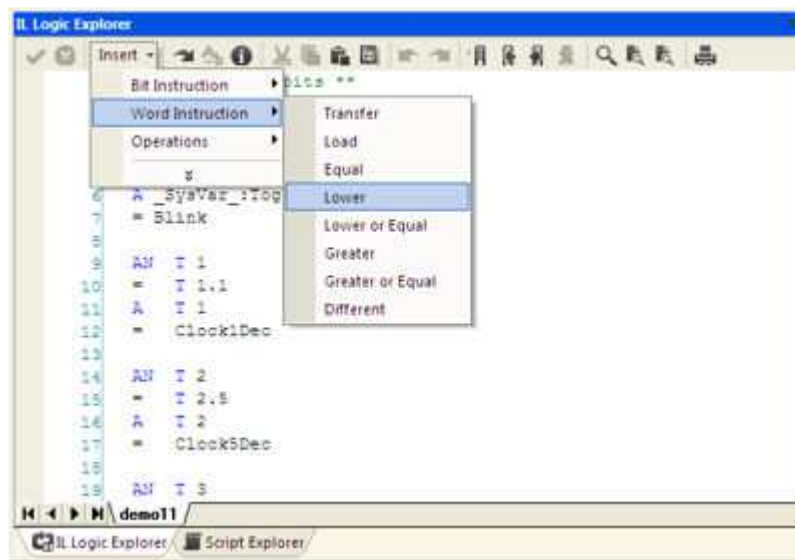 IL Logic Explorer
Insert
bits **
Bit Instruction
Word Instruction
Operations
Transfer
Load
Equal
Lower
Lower or Equal
Greater
Greater or Equal
Different
6 A _SysVar_:Tog
7 = Blink
8
9 AN T 1
10 = T 1.1
11 A T 1
12 = Clock1Dec
13
14 AN T 2
15 = T 2.5
16 A T 2
17 = Clock5Dec
18
19 AN T 3
demo11
IL Logic Explorer Script Explorer